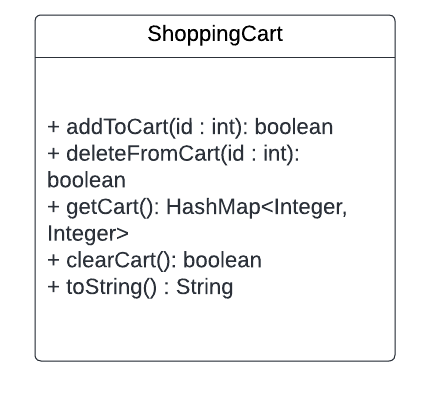 ShoppingCart
+ addToCart(id : int): boolean
+ deleteFromCart(id : int):
boolean
+ getCart(): HashMap<Integer,
Integer>
+ clearCart(): boolean
+ toString() : String